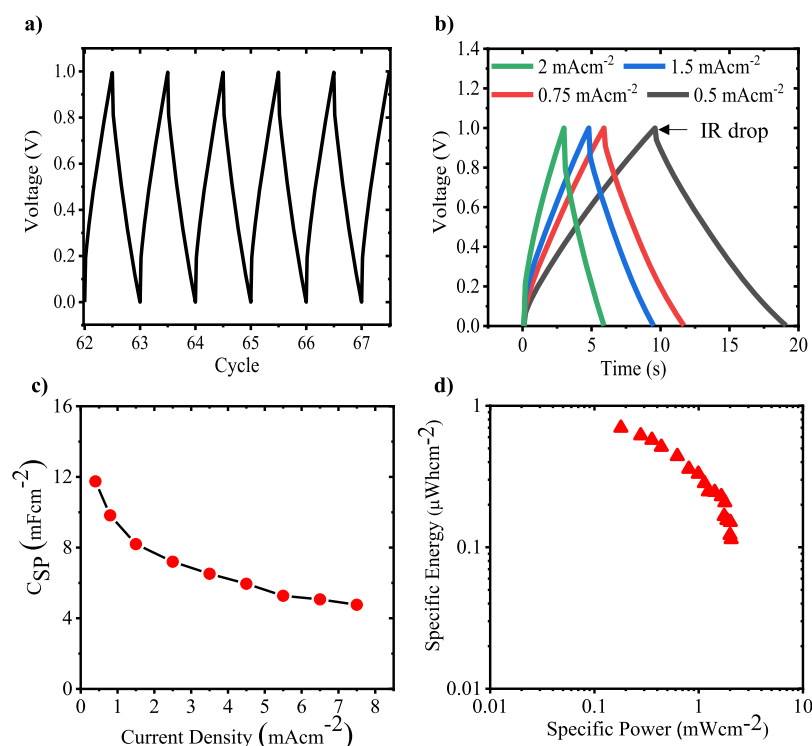 a)
1.0
0.8
0.6
0.4
0.2
0.0
Voltage (V)
62 63 64 65 66 67
Cycle
b)
1.4
1.2
1.0
0.8
0.6
0.4
0.2
0.0
Voltage (V)
2 mAcm-2 1.5 mAcm-2
0.75 mAcm-2 0.5 mAcm-2
IR drop
0 5 10 15 20
Time (s)
c)
16
12
8
4
0
CSP (mFcm-2)
0 1 2 3 4 5 6 7 8
Current Density (mAcm-2)
d)
1
0.1
0.01
Specific Energy (µWhcm-2)
0.01 0.1 1
Specific Power (mWcm-2)